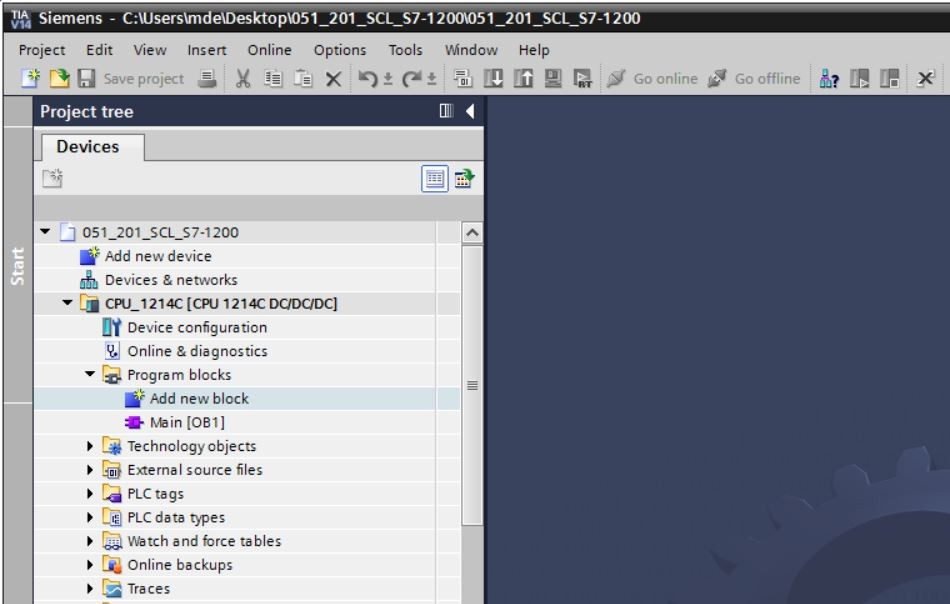 TIA V14 Siemens - C:\Users\mde\Desktop\051_201_SCL_S7-1200\051_201_SCL_S7-1200
Project Edit View Insert Online Options Tools Window Help
Save project Go online Go offline
Project tree
Devices
Start
051_201_SCL_S7-1200
Add new device
Devices & networks
CPU_1214C [CPU 1214C DC/DC/DC]
Device configuration
Online & diagnostics
Program blocks
Add new block
Main [OB1]
Technology objects
External source files
PLC tags
PLC data types
Watch and force tables
Online backups
Traces